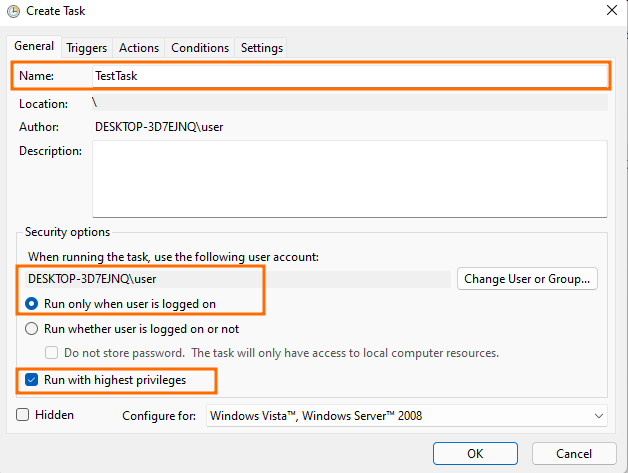 Create Task
General Triggers Actions Conditions Settings
Name: TestTask
Location: \
Author: DESKTOP-3D7EJNQ\user
Description:
Security options
When running the task, use the following user account:
DESKTOP-3D7EJNQ\user Change User or Group...
Run only when user is logged on
Run whether user is logged on or not
Do not store password. The task will only have access to local computer resources.
Run with highest privileges
Hidden Configure for: Windows Vista™, Windows Server™ 2008
OK Cancel